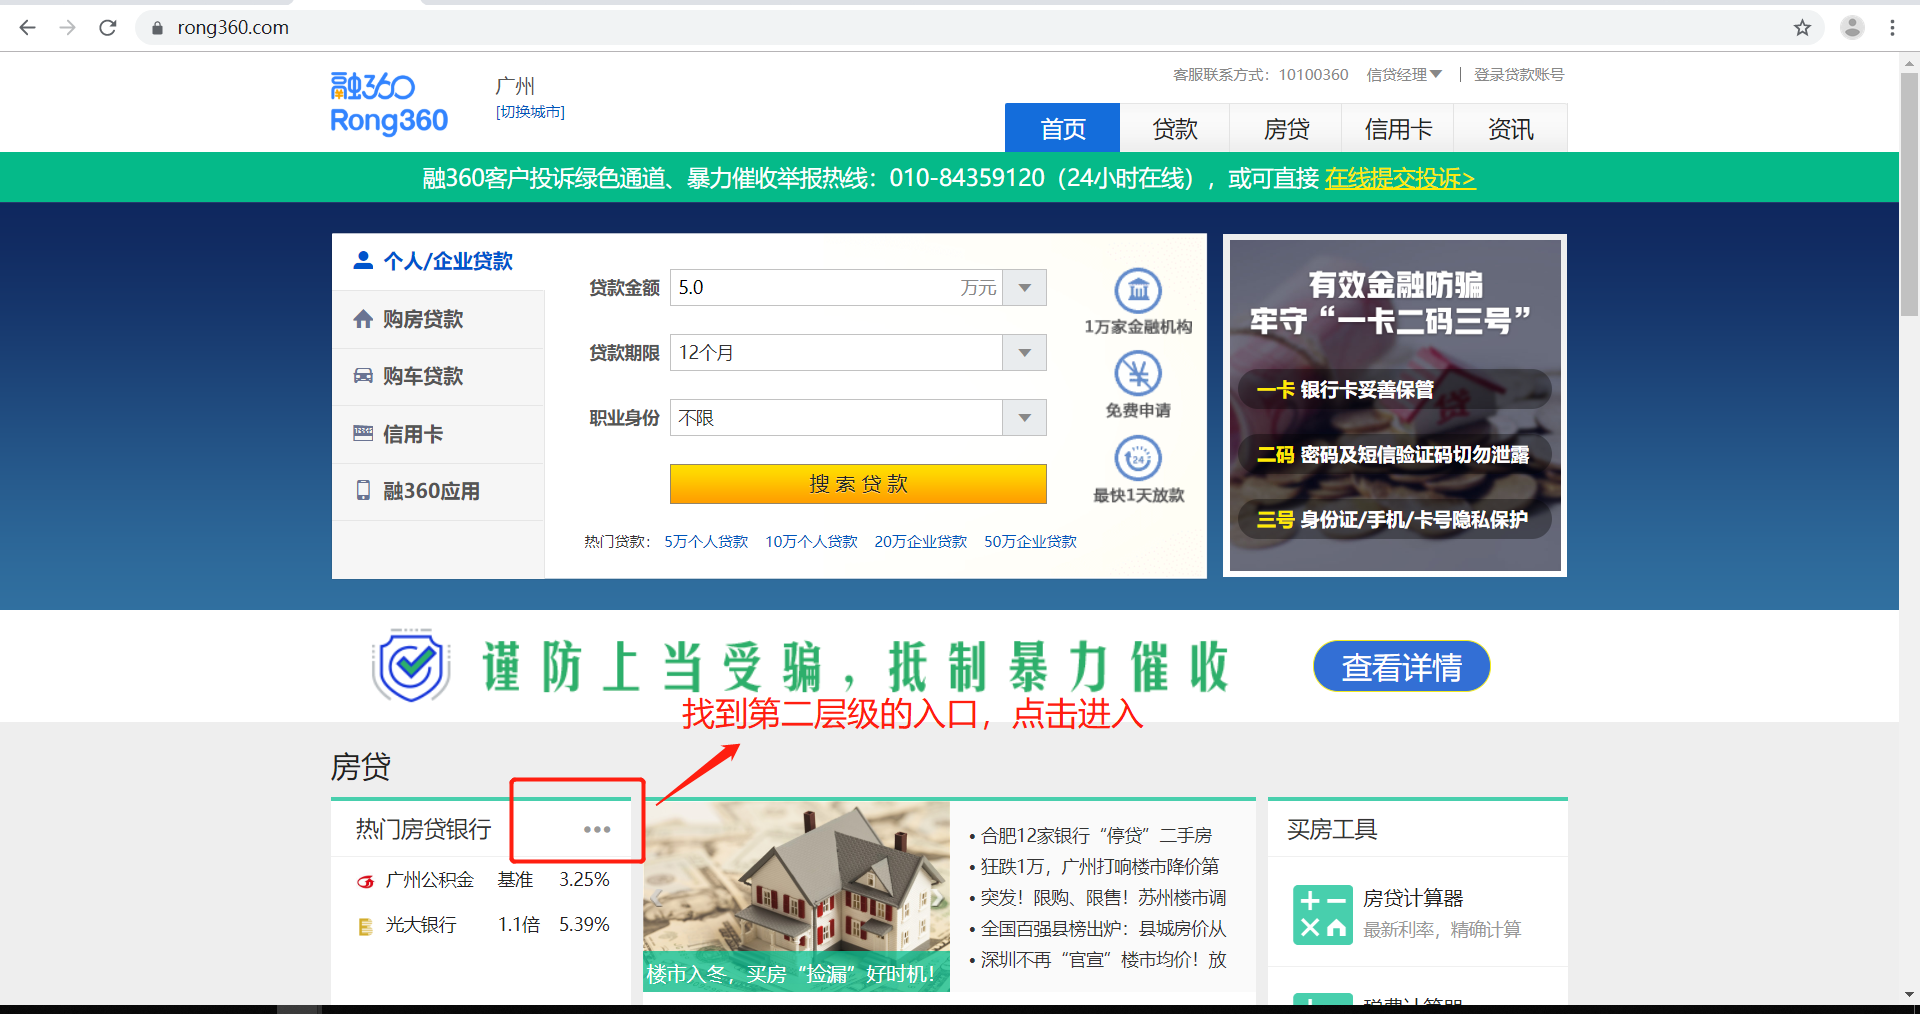 rong360.com
融360
Rong360
广州
[切换城市]
客服联系方式：10100360 信贷经理 | 登录贷款账号
首页 贷款 房贷 信用卡 资讯
融360客户投诉绿色通道、暴力催收举报热线：010-84359120（24小时在线），或可直接 在线提交投诉>
个人/企业贷款
购房贷款
购车贷款
信用卡
融360应用
贷款金额 5.0 万元
贷款期限 12个月
职业身份 不限
搜索贷款
热门贷款： 5万个人贷款 10万个人贷款 20万企业贷款 50万企业贷款
1万家金融机构
免费申请
24
最快1天放款
有效金融防骗
牢守“一卡二码三号”
贷
一卡 银行卡妥善保管
二码 密码及短信验证码切勿泄露
三号 身份证/手机/卡号隐私保护
谨防上当受骗，抵制暴力催收
查看详情
找到第二层级的入口，点击进入
房贷
热门房贷银行 •••
广州公积金 基准 3.25%
光大银行 1.1倍 5.39%
楼市入冬，买房“捡漏”好时机！
• 合肥12家银行“停贷”二手房
• 狂跌1万，广州打响楼市降价第
• 突发！限购、限售！苏州楼市调
• 全国百强县榜出炉：县城房价从
• 深圳不再“官宣”楼市均价！放
买房工具
房贷计算器
最新利率，精确计算
税费计算器